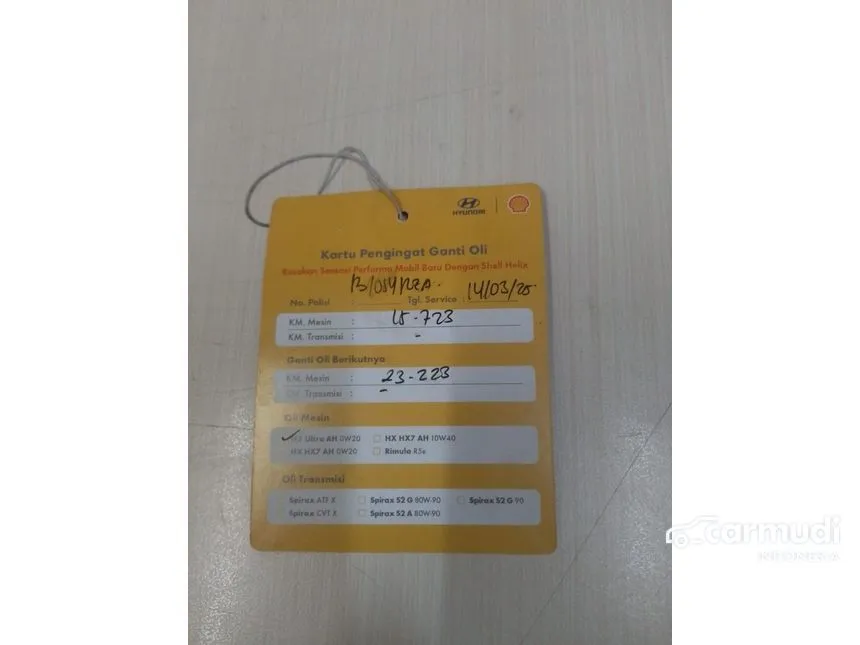 HYUNDAI
Kartu Pengingat Ganti Oli
Rasakan Sensasi Performa Mobil Baru Dengan Shell Helix
No. Polisi : Tgl. Service : 14/03/25
KM. Mesin : 15-723
KM. Transmisi : -
Ganti Oli Berikutnya
KM. Mesin : 23-223
KM. Transmisi : -
Oli Mesin
✓ HX Ultra AH 0W20 HX HX7 AH 10W40
HX HX7 AH 0W20 Rimula R5e
Oli Transmisi
Spirax ATF X Spirax S2 G 80W-90 Spirax S2 G 90
Spirax CVT X Spirax S2 A 80W-90
carmudi
INDONESIA